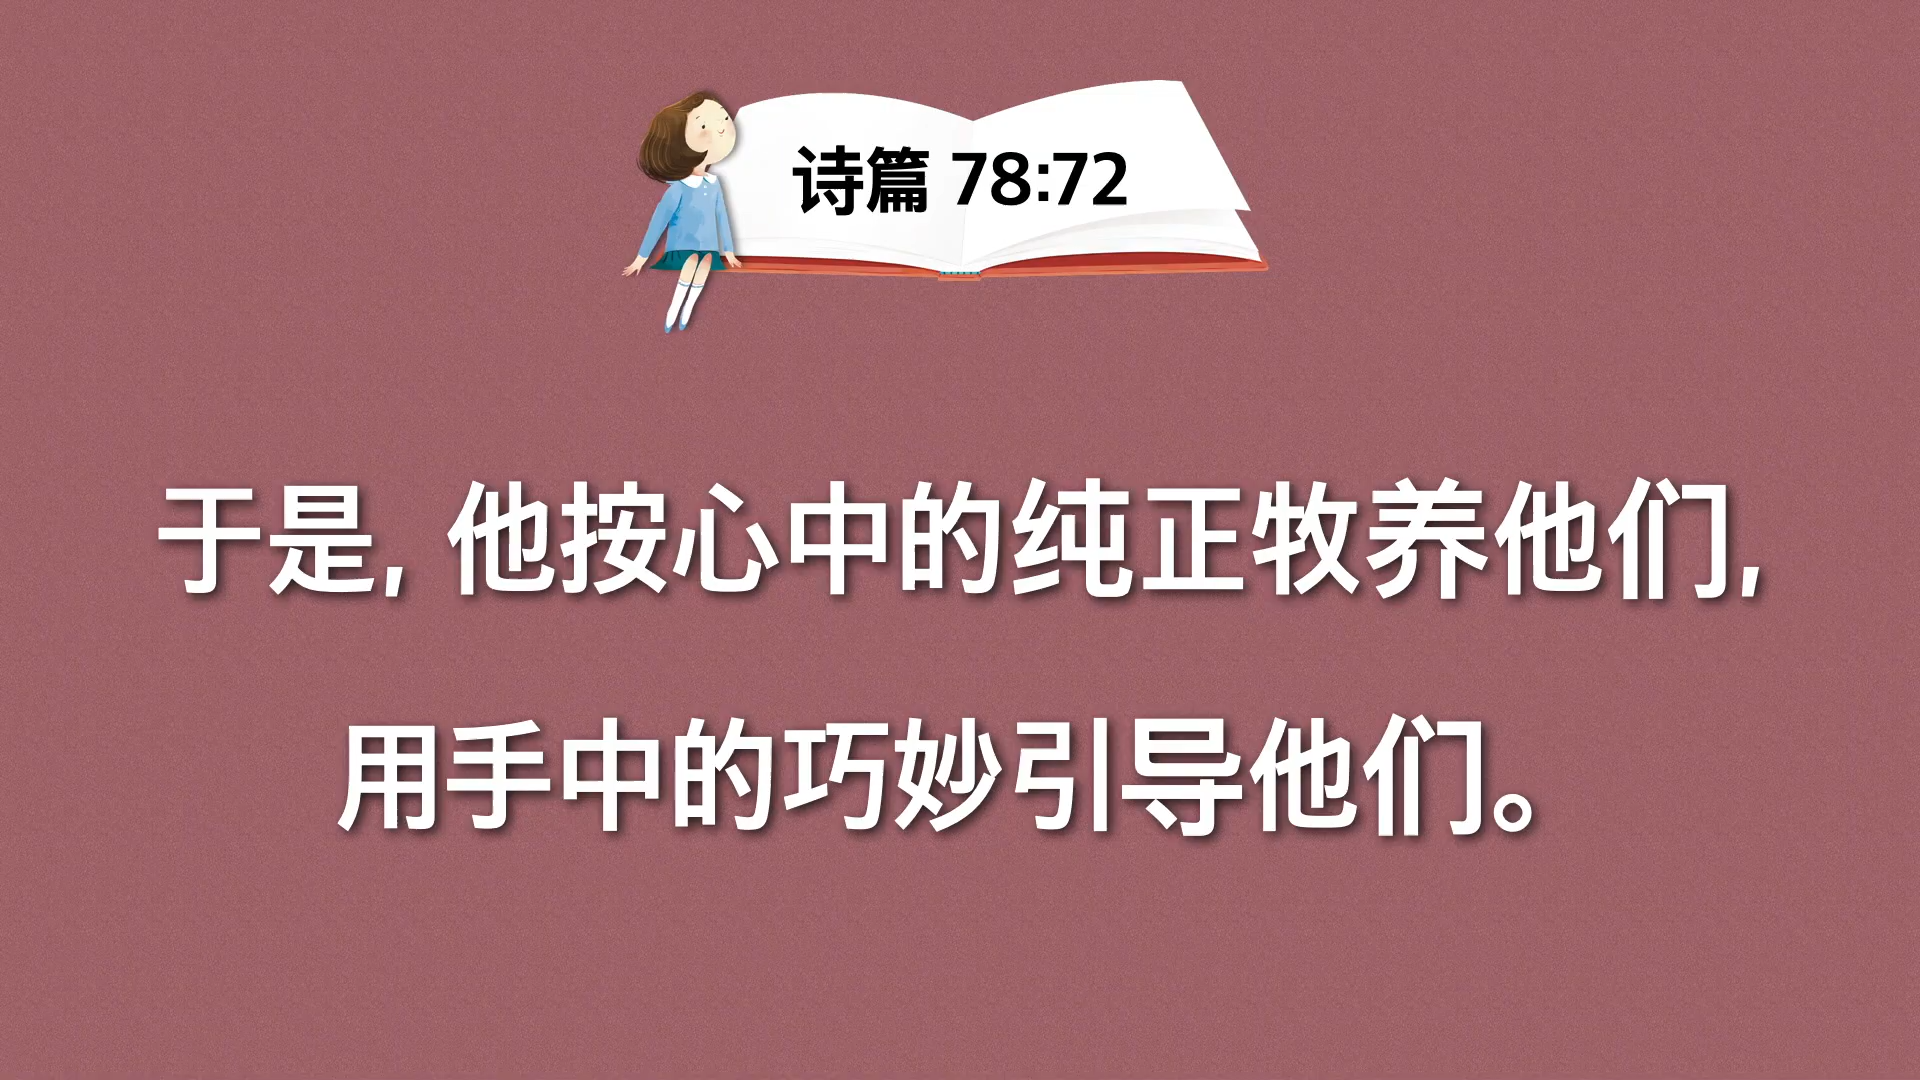 诗篇 78:72
于是, 他按心中的纯正牧养他们,
用手中的巧妙引导他们。